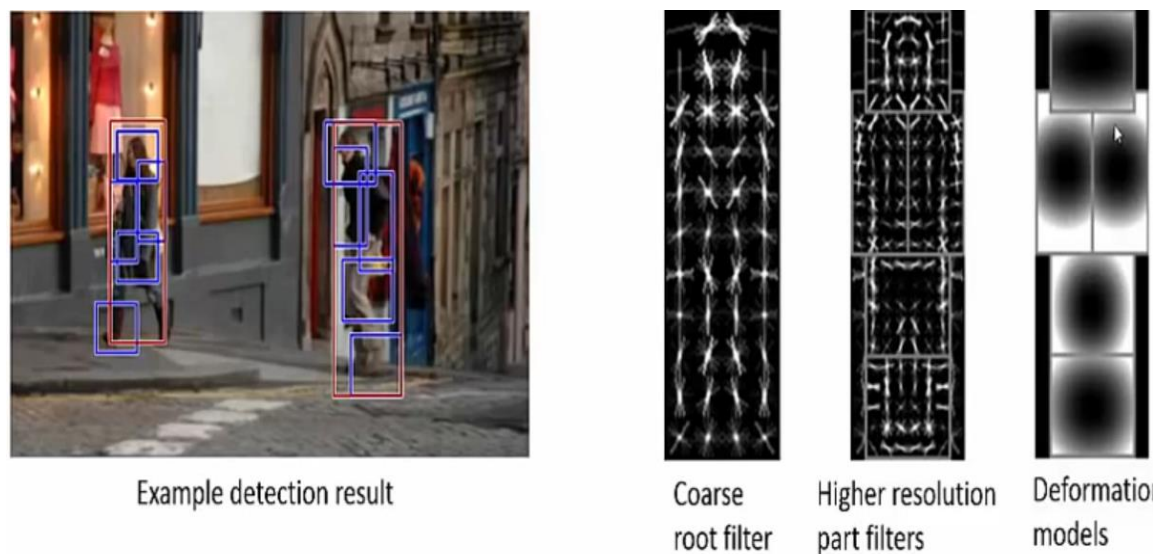 Example detection result
Coarse
root filter
Higher resolution
part filters
Deformation
models